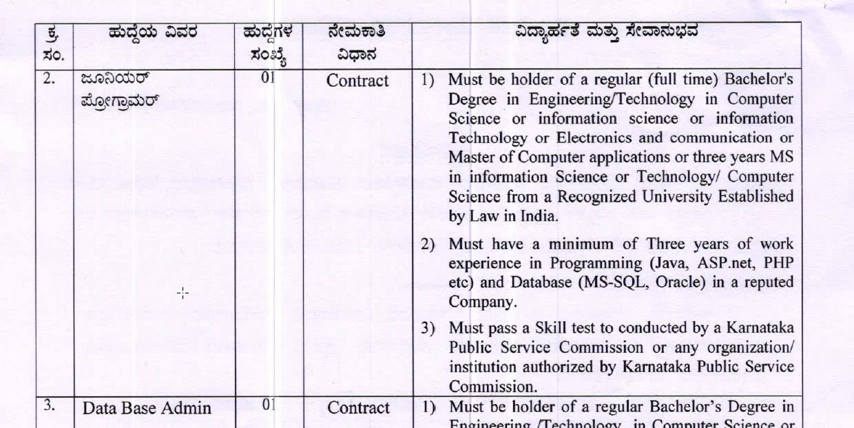 ಕ್ರ. ಹುದ್ದೆಯ ವಿವರ ಹುದ್ದೆಗಳ ನೇಮಕಾತಿ ವಿದ್ಯಾರ್ಹತೆ ಮತ್ತು ಸೇವಾನುಭವ
ಸಂ. ಸಂಖ್ಯೆ ವಿಧಾನ
2. ಜೂನಿಯರ್ 01 Contract 1) Must be holder of a regular (full time) Bachelor's
ಪ್ರೋಗ್ರಾಮರ್ Degree in Engineering/Technology in Computer
Science or information science or information
Technology or Electronics and communication or
Master of Computer applications or three years MS
in information Science or Technology/ Computer
Science from a Recognized University Established
by Law in India.
2) Must have a minimum of Three years of work
experience in Programming (Java, ASP.net, PHP
etc) and Database (MS-SQL, Oracle) in a reputed
Company.
3) Must pass a Skill test to conducted by a Karnataka
Public Service Commission or any organization/
institution authorized by Karnataka Public Service
Commission.
3. Data Base Admin 01 Contract 1) Must be holder of a regular Bachelor's Degree in
Engineering /Technology in Computer Science or